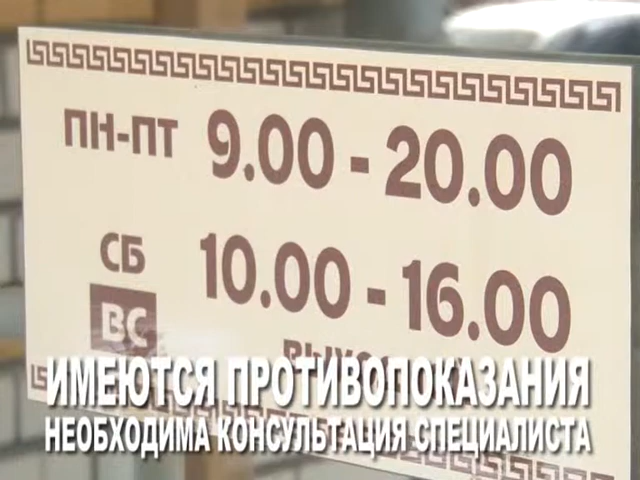 ПН-ПТ 9.00 - 20.00
СБ 10.00 - 16.00
ВС
ИМЕЮТСЯ ПРОТИВОПОКАЗАНИЯ
НЕОБХОДИМА КОНСУЛЬТАЦИЯ СПЕЦИАЛИСТА